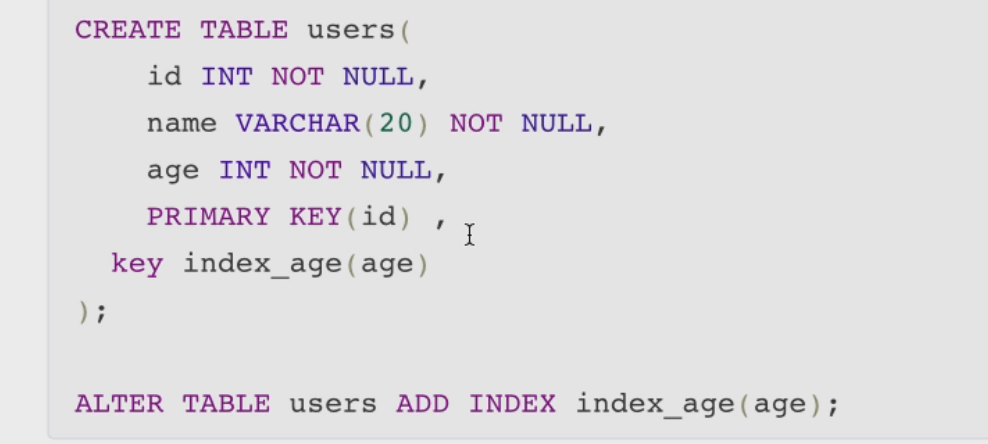 CREATE TABLE users(
id INT NOT NULL,
name VARCHAR(20) NOT NULL,
age INT NOT NULL,
PRIMARY KEY(id) ,
key index_age(age)
);
ALTER TABLE users ADD INDEX index_age(age);